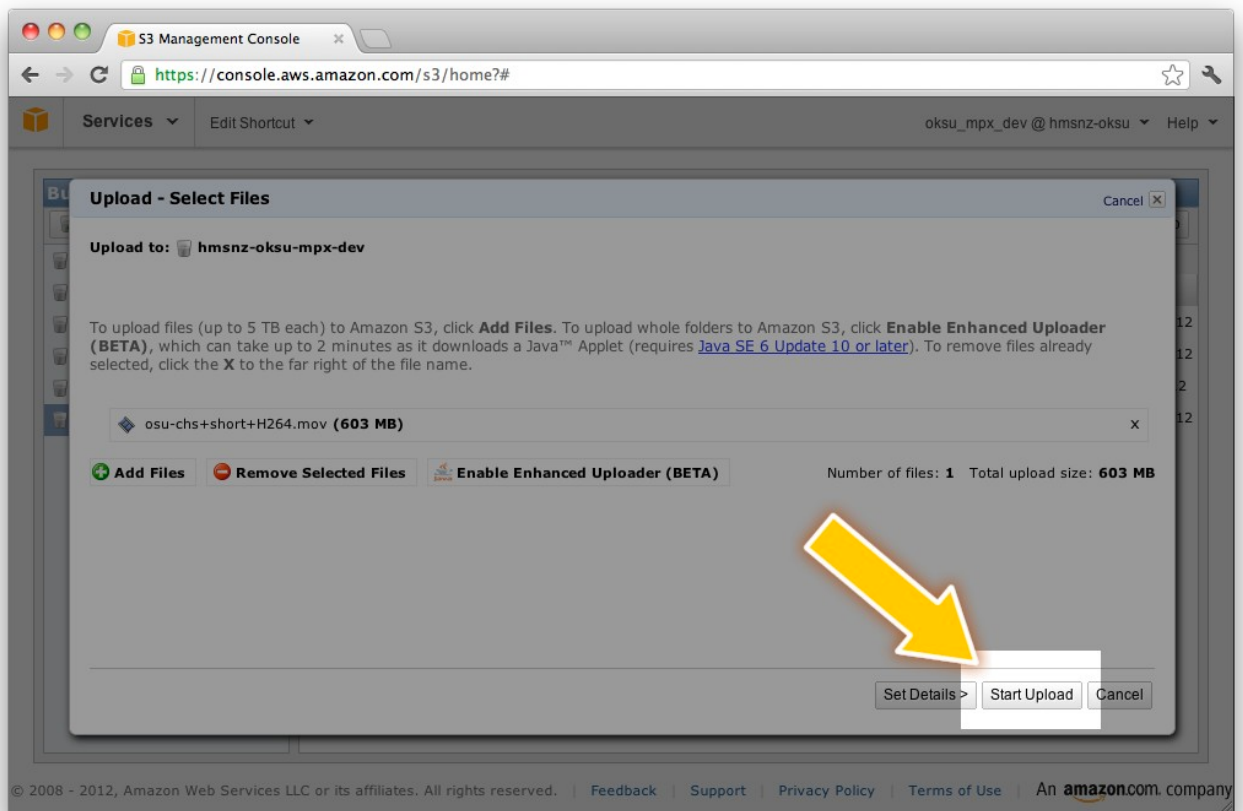 S3 Management Console
https://console.aws.amazon.com/s3/home?#
Services Edit Shortcut oksu_mpx_dev @ hmsnz-oksu Help
Bu
Upload - Select Files Cancel
Upload to: hmsnz-oksu-mpx-dev
To upload files (up to 5 TB each) to Amazon S3, click Add Files. To upload whole folders to Amazon S3, click Enable Enhanced Uploader
(BETA), which can take up to 2 minutes as it downloads a Java™ Applet (requires Java SE 6 Update 10 or later). To remove files already
selected, click the X to the far right of the file name.
12
12
2
12
osu-chs+short+H264.mov (603 MB) x
Add Files Remove Selected Files Enable Enhanced Uploader (BETA) Number of files: 1 Total upload size: 603 MB
Set Details > Start Upload Cancel
© 2008 - 2012, Amazon Web Services LLC or its affiliates. All rights reserved. | Feedback | Support | Privacy Policy | Terms of Use | An amazon.com. company